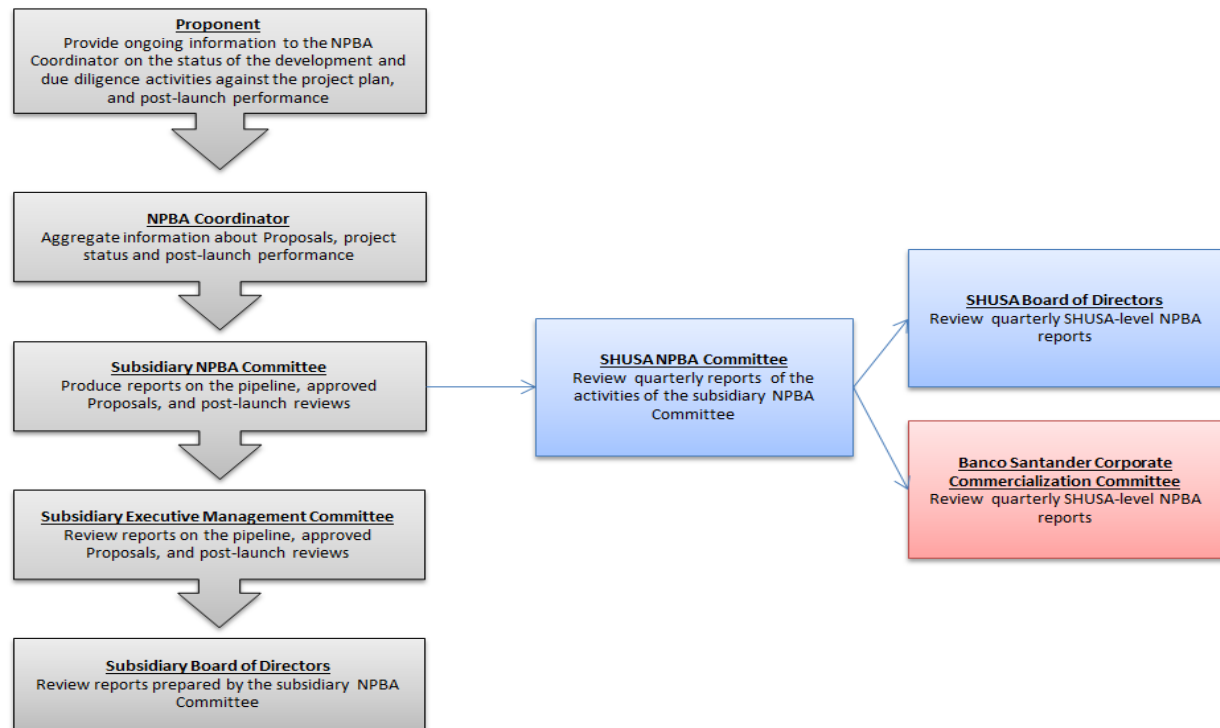 Proponent
Provide ongoing information to the NPBA
Coordinator on the status of the development and
due diligence activities against the project plan,
and post-launch performance
NPBA Coordinator
Aggregate information about Proposals, project
status and post-launch performance
Subsidiary NPBA Committee
Produce reports on the pipeline, approved
Proposals, and post-launch reviews
Subsidiary Executive Management Committee
Review reports on the pipeline, approved
Proposals, and post-launch reviews
Subsidiary Board of Directors
Review reports prepared by the subsidiary NPBA
Committee
SHUSA NPBA Committee
Review quarterly reports of the
activities of the subsidiary NPBA
Committee
SHUSA Board of Directors
Review quarterly SHUSA-level NPBA
reports
Banco Santander Corporate
Commercialization Committee
Review quarterly SHUSA-level NPBA
reports